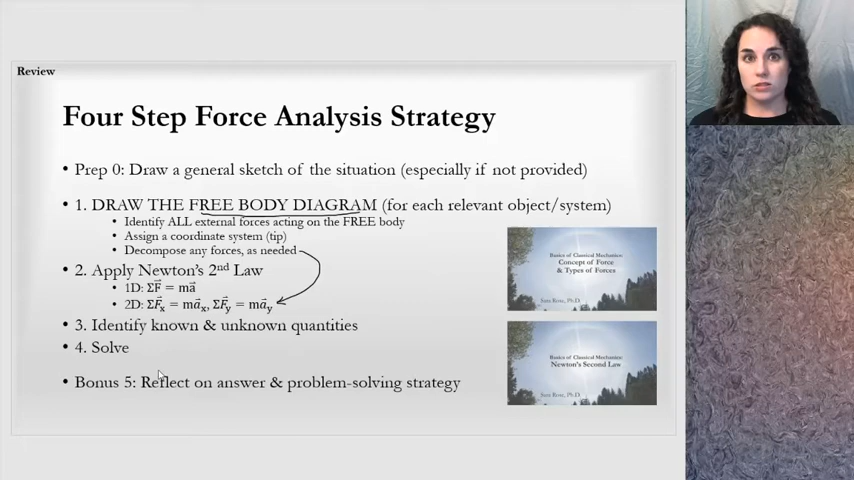 Review
Four Step Force Analysis Strategy
• Prep 0: Draw a general sketch of the situation (especially if not provided)
• 1. DRAW THE FREE BODY DIAGRAM (for each relevant object/system)
• Identify ALL external forces acting on the FREE body
• Assign a coordinate system (tip)
• Decompose any forces, as needed
• 2. Apply Newton's 2nd Law
• 1D: ΣF⃗ = ma⃗
• 2D: ΣF⃗ₓ = ma⃗ₓ, ΣF⃗ᵧ = ma⃗ᵧ
• 3. Identify known & unknown quantities
• 4. Solve
• Bonus 5: Reflect on answer & problem-solving strategy
Basics of Classical Mechanics:
Concept of Force
& Types of Forces
Ph.D.
Basics of Classical Mechanics:
Newton's Second Law
Ph.D.